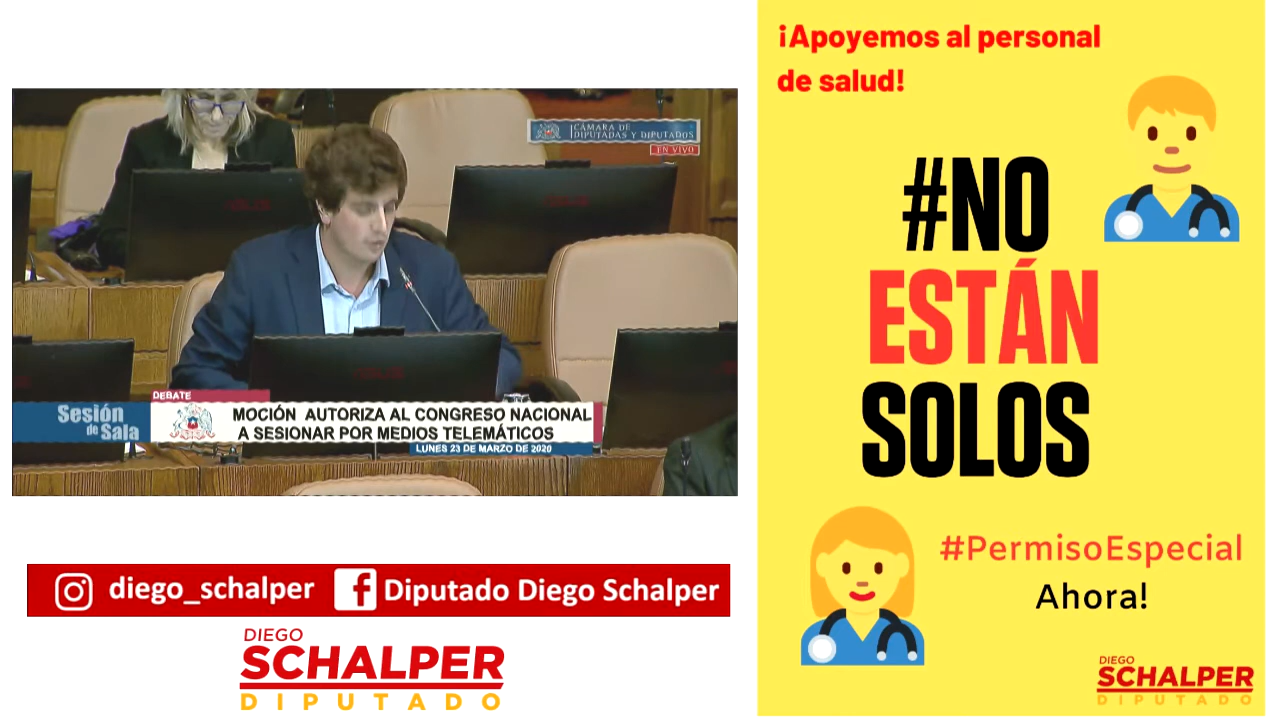 CÁMARA DE
DIPUTADAS Y DIPUTADOS
EN VIVO
DEBATE
Sesión
de Sala
MOCIÓN AUTORIZA AL CONGRESO NACIONAL
A SESIONAR POR MEDIOS TELEMÁTICOS
LUNES 23 DE MARZO DE 2020
diego_schalper
Diputado Diego Schalper
DIEGO
SCHALPER
DIPUTADO
¡Apoyemos al personal
de salud!
#NO
ESTÁN
SOLOS
#PermisoEspecial
Ahora!
DIEGO
SCHALPER
DIPUTADO